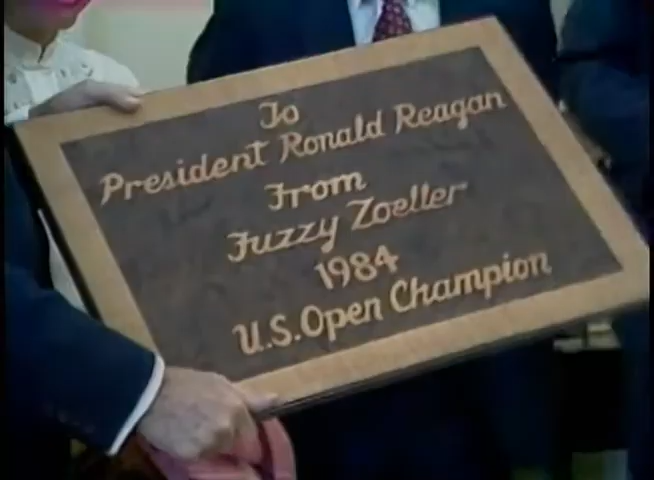 To
President Ronald Reagan
From
Fuzzy Zoeller
1984
U.S. Open Champion